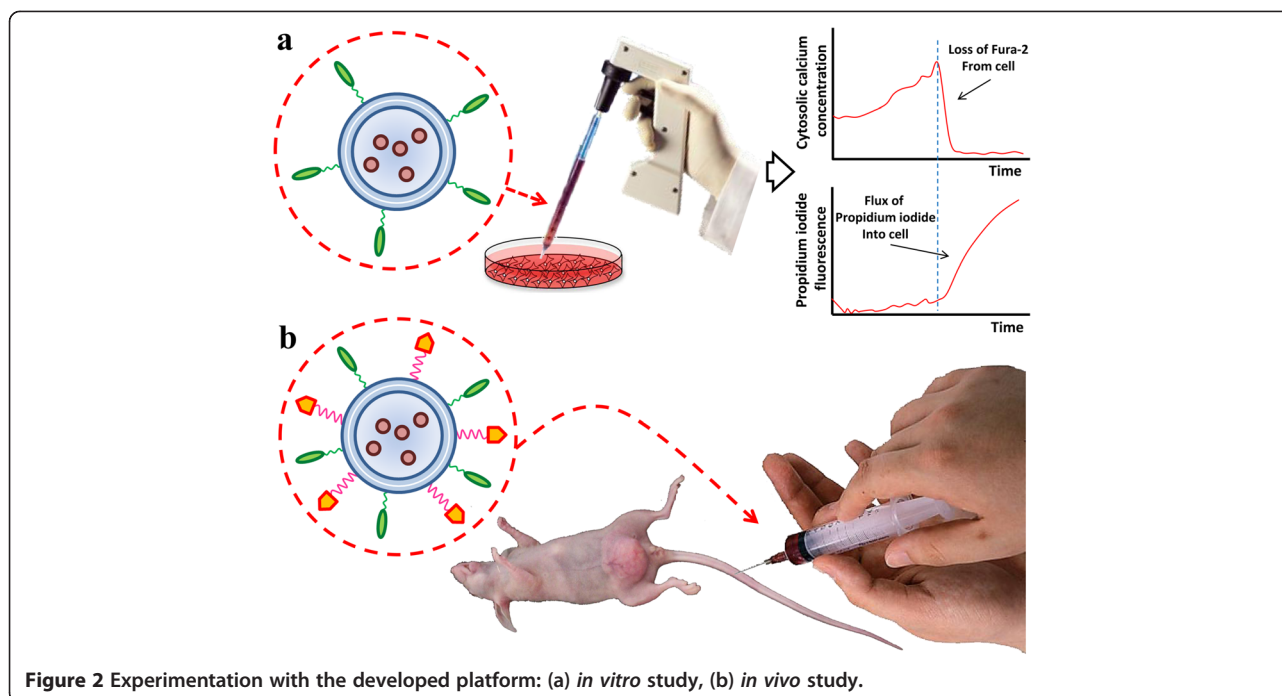 a
Loss of Fura-2
From cell
Cytosolic calcium
concentration
Time
Flux of
Propidium iodide
Into cell
Propidium iodide
fluorescence
Time
b
Figure 2 Experimentation with the developed platform: (a) in vitro study, (b) in vivo study.